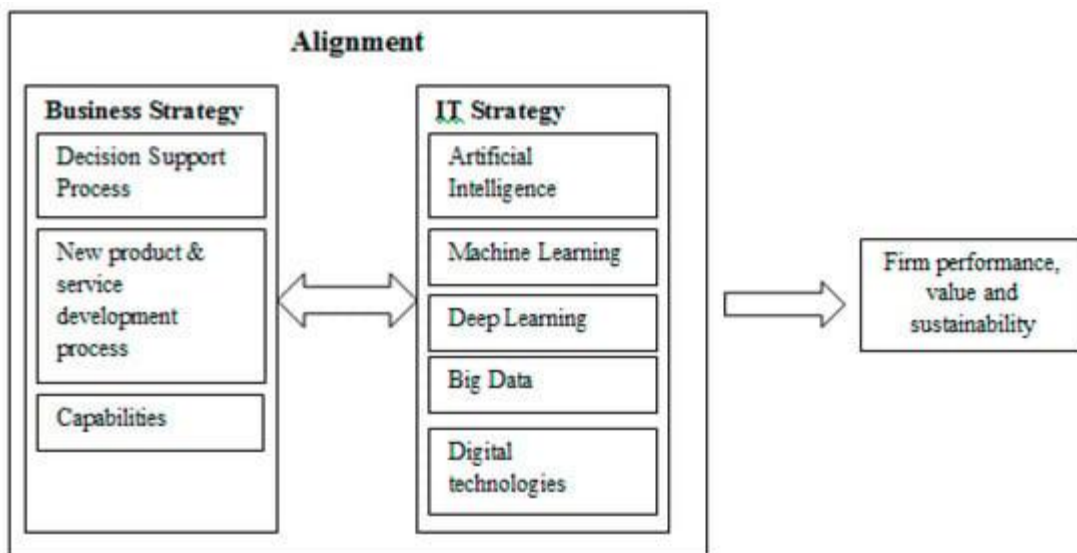 Alignment
Business Strategy
Decision Support
Process
New product &
service
development
process
Capabilities
IT Strategy
Artificial
Intelligence
Machine Learning
Deep Learning
Big Data
Digital
technologies
Firm performance,
value and
sustainability